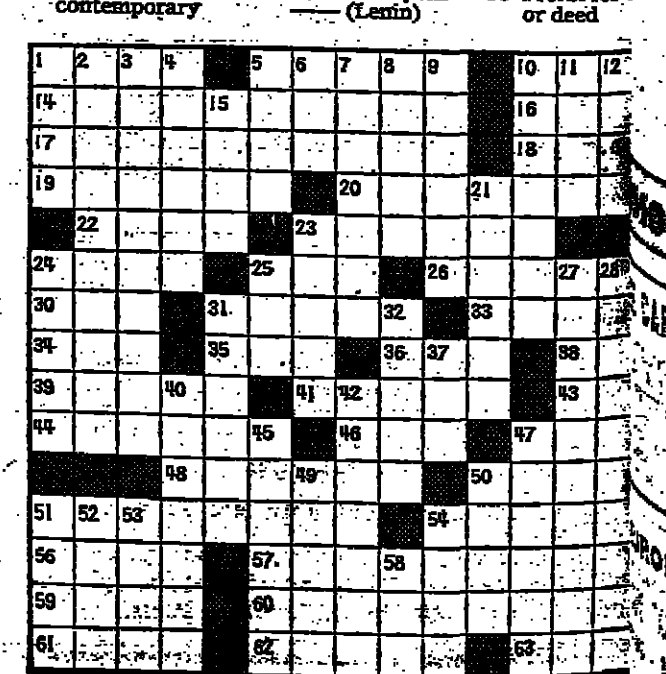 contemporary
— (Lenin)
or deed
1 2 3 4 5 6 7 8 9 10 11 12
14 15 16
17 18
19 20 21
22 23
24 25 26 27 28
30 31 32 33
34 35 36 37 38
39 40 41 42 43
44 45 46 47
48 49 50
51 52 53 54
56 57 58
59 60
61 62 63